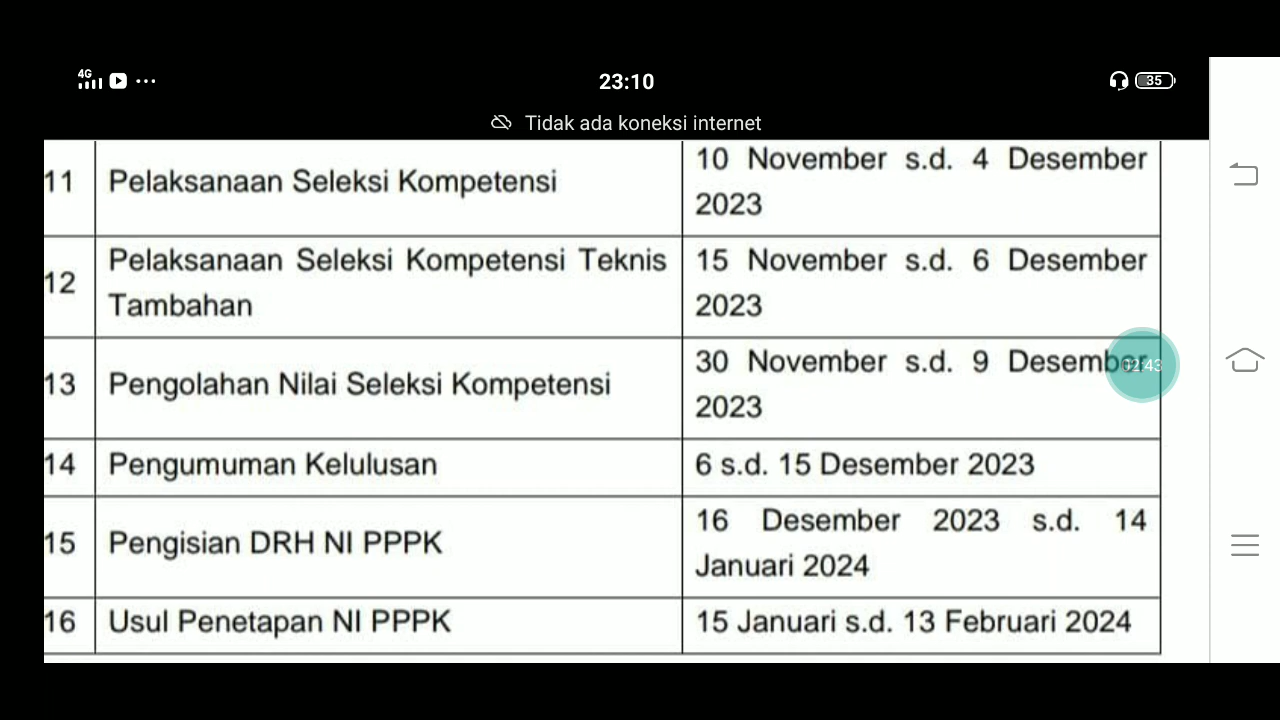 4G
23:10
35
Tidak ada koneksi internet
11 Pelaksanaan Seleksi Kompetensi 10 November s.d. 4 Desember
2023
12 Pelaksanaan Seleksi Kompetensi Teknis
Tambahan
15 November s.d. 6 Desember
2023
13 Pengolahan Nilai Seleksi Kompetensi 30 November s.d. 9 Desember
2023
02:43
14 Pengumuman Kelulusan 6 s.d. 15 Desember 2023
15 Pengisian DRH NI PPPK 16 Desember 2023 s.d. 14
Januari 2024
16 Usul Penetapan NI PPPK 15 Januari s.d. 13 Februari 2024